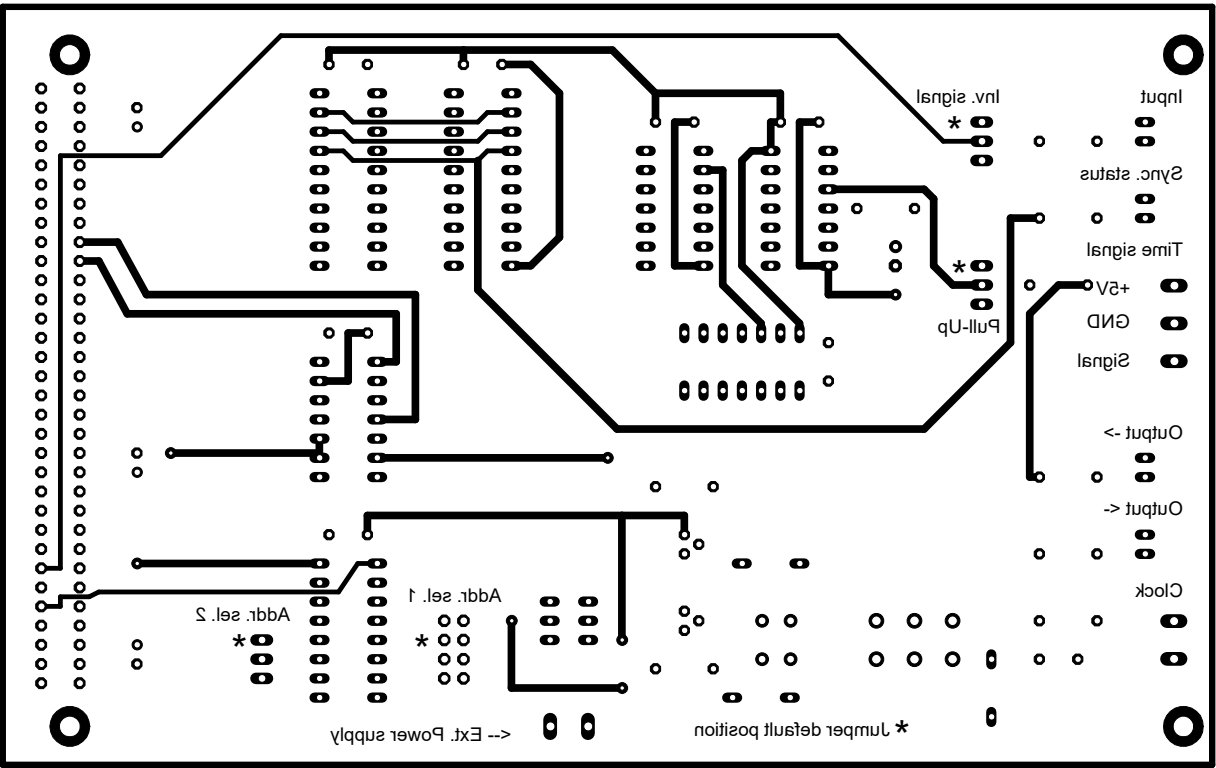 Input
Inv. signal
*
Sync. status
Time signal
+5V
*
GND
Pull-Up
Signal
Output ->
Output <-
Clock
Addr. sel. 1
*
Addr. sel. 2
*
* Jumper default position
<-- Ext. Power supply